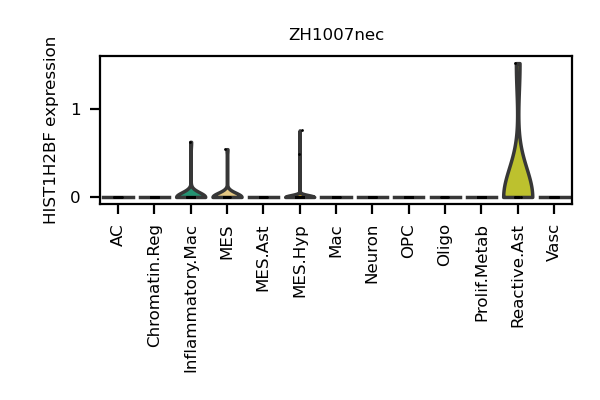 ZH1007nec
HIST1H2BF expression
1
0
AC
Chromatin.Reg
Inflammatory.Mac
MES
MES.Ast
MES.Hyp
Mac
Neuron
OPC
Oligo
Prolif.Metab
Reactive.Ast
Vasc